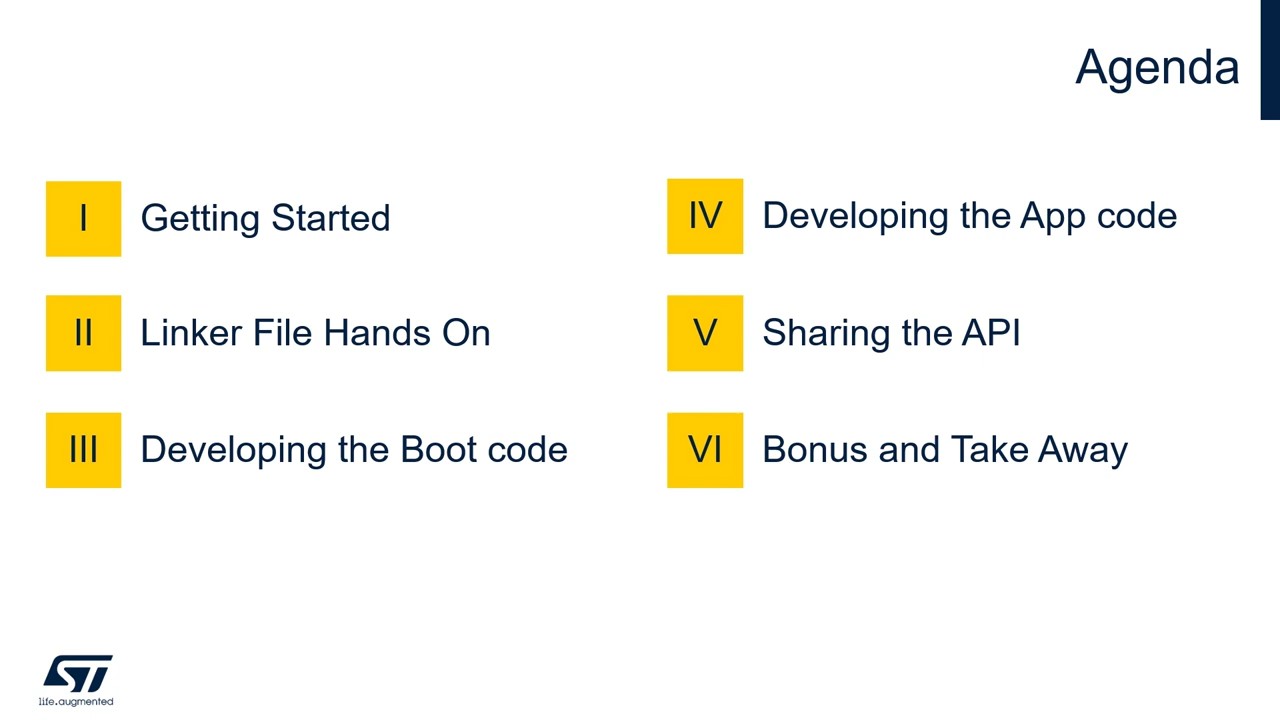 Agenda
I Getting Started
II Linker File Hands On
III Developing the Boot code
IV Developing the App code
V Sharing the API
VI Bonus and Take Away
ST
life.augmented